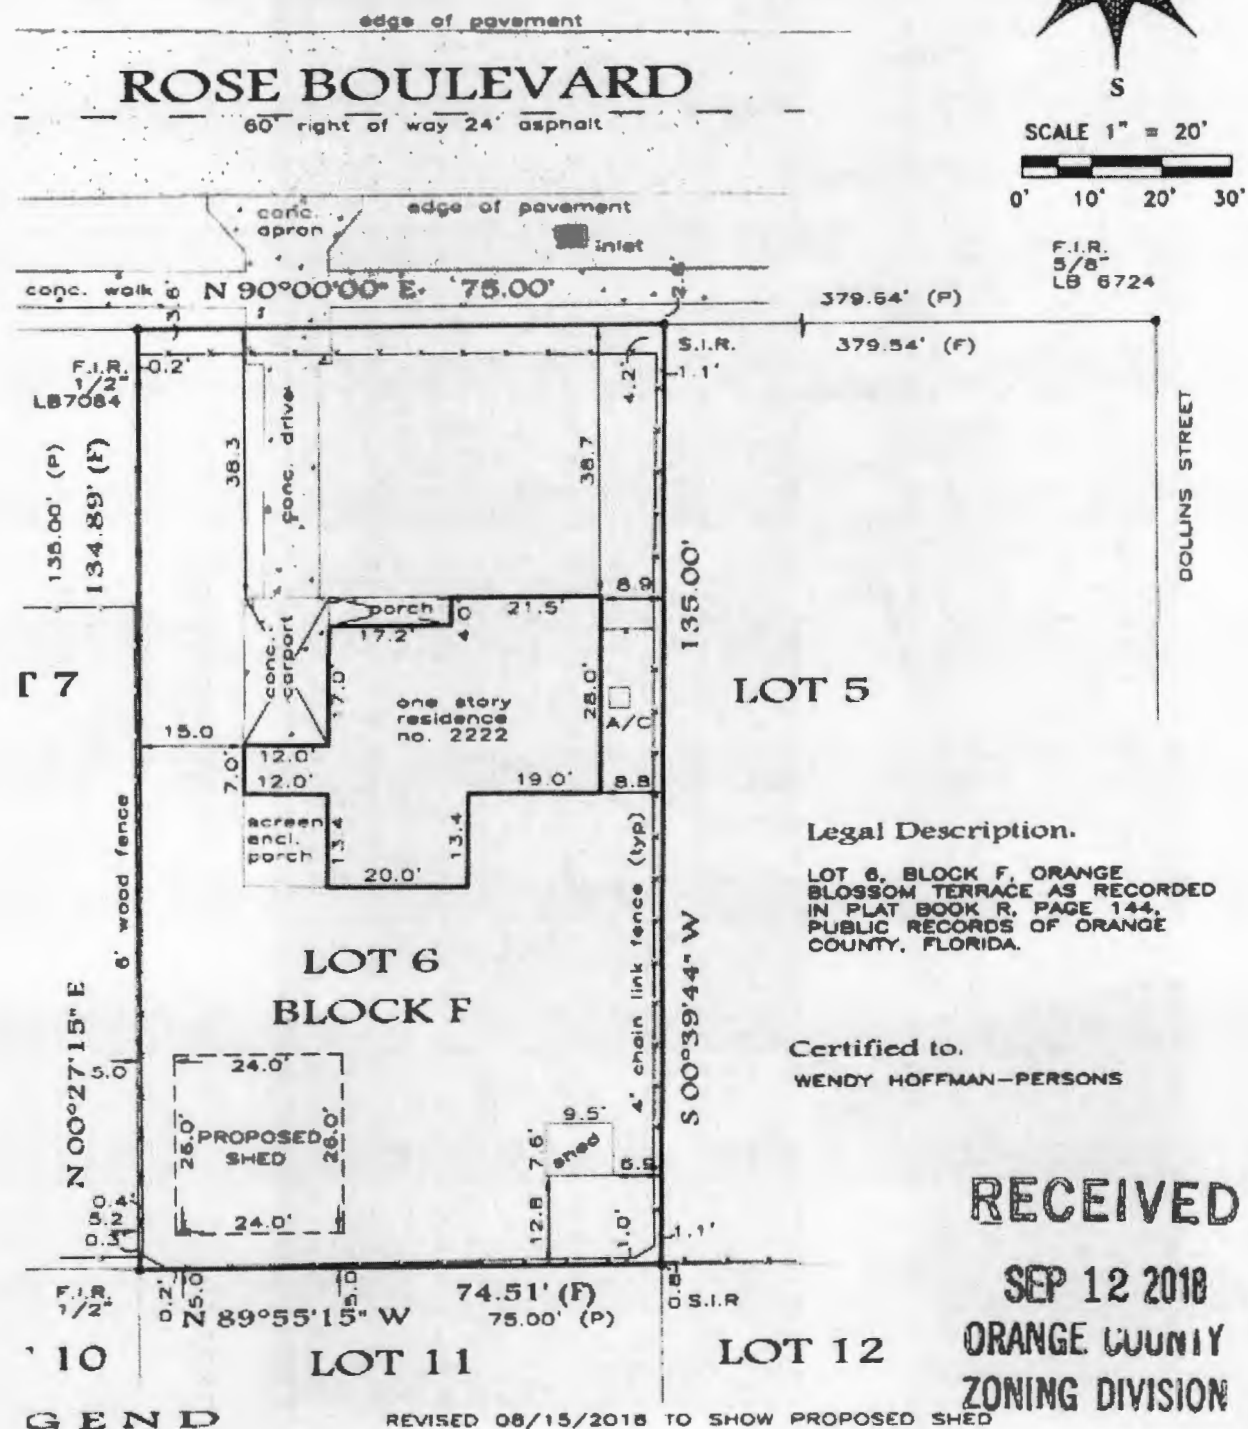 edge of pavement
ROSE BOULEVARD
60' right of way 24' asphalt
S
SCALE 1" = 20'
0' 10' 20' 30'
conc.
apron
edge of pavement
inlet
F.I.R.
5/8"
LB 6724
conc. walk
3.6
N 90°00'00" E
75.00'
379.54' (P)
379.54' (F)
S.I.R.
F.I.R.
1/2"
LB7084
0.2'
1.1'
4.2'
135.00' (P)
134.89' (F)
38.3
conc. drive
38.7
DOLLINS STREET
8.9
porch
21.5'
17.2'
4.0
135.00'
conc.
carport
17.0'
T 7
one story
residence
no. 2222
28.0'
A/C
LOT 5
15.0
12.0'
7.0'
12.0'
19.0'
8.8
screen
encl.
porch
13.4
13.4
20.0'
6' wood fence
4' chain link fence (typ)
Legal Description.
LOT 6, BLOCK F, ORANGE
BLOSSOM TERRACE AS RECORDED
IN PLAT BOOK R, PAGE 144,
PUBLIC RECORDS OF ORANGE
COUNTY, FLORIDA.
LOT 6
BLOCK F
N 00°27'15" E
S 00°39'44" W
Certified to.
WENDY HOFFMAN-PERSONS
5.0'
24.0'
26.0'
PROPOSED
SHED
26.0'
24.0'
9.5'
7.6'
shed
6.9
12.8
1.0'
1.1'
0.4'
5.2'
0.3'
RECEIVED
SEP 12 2018
ORANGE COUNTY
ZONING DIVISION
F.I.R.
1/2"
0.2'
5.0
5.0
N 89°55'15" W
74.51' (F)
75.00' (P)
0.8
S.I.R
10
LOT 11
LOT 12
GEND
REVISED 08/15/2018 TO SHOW PROPOSED SHED